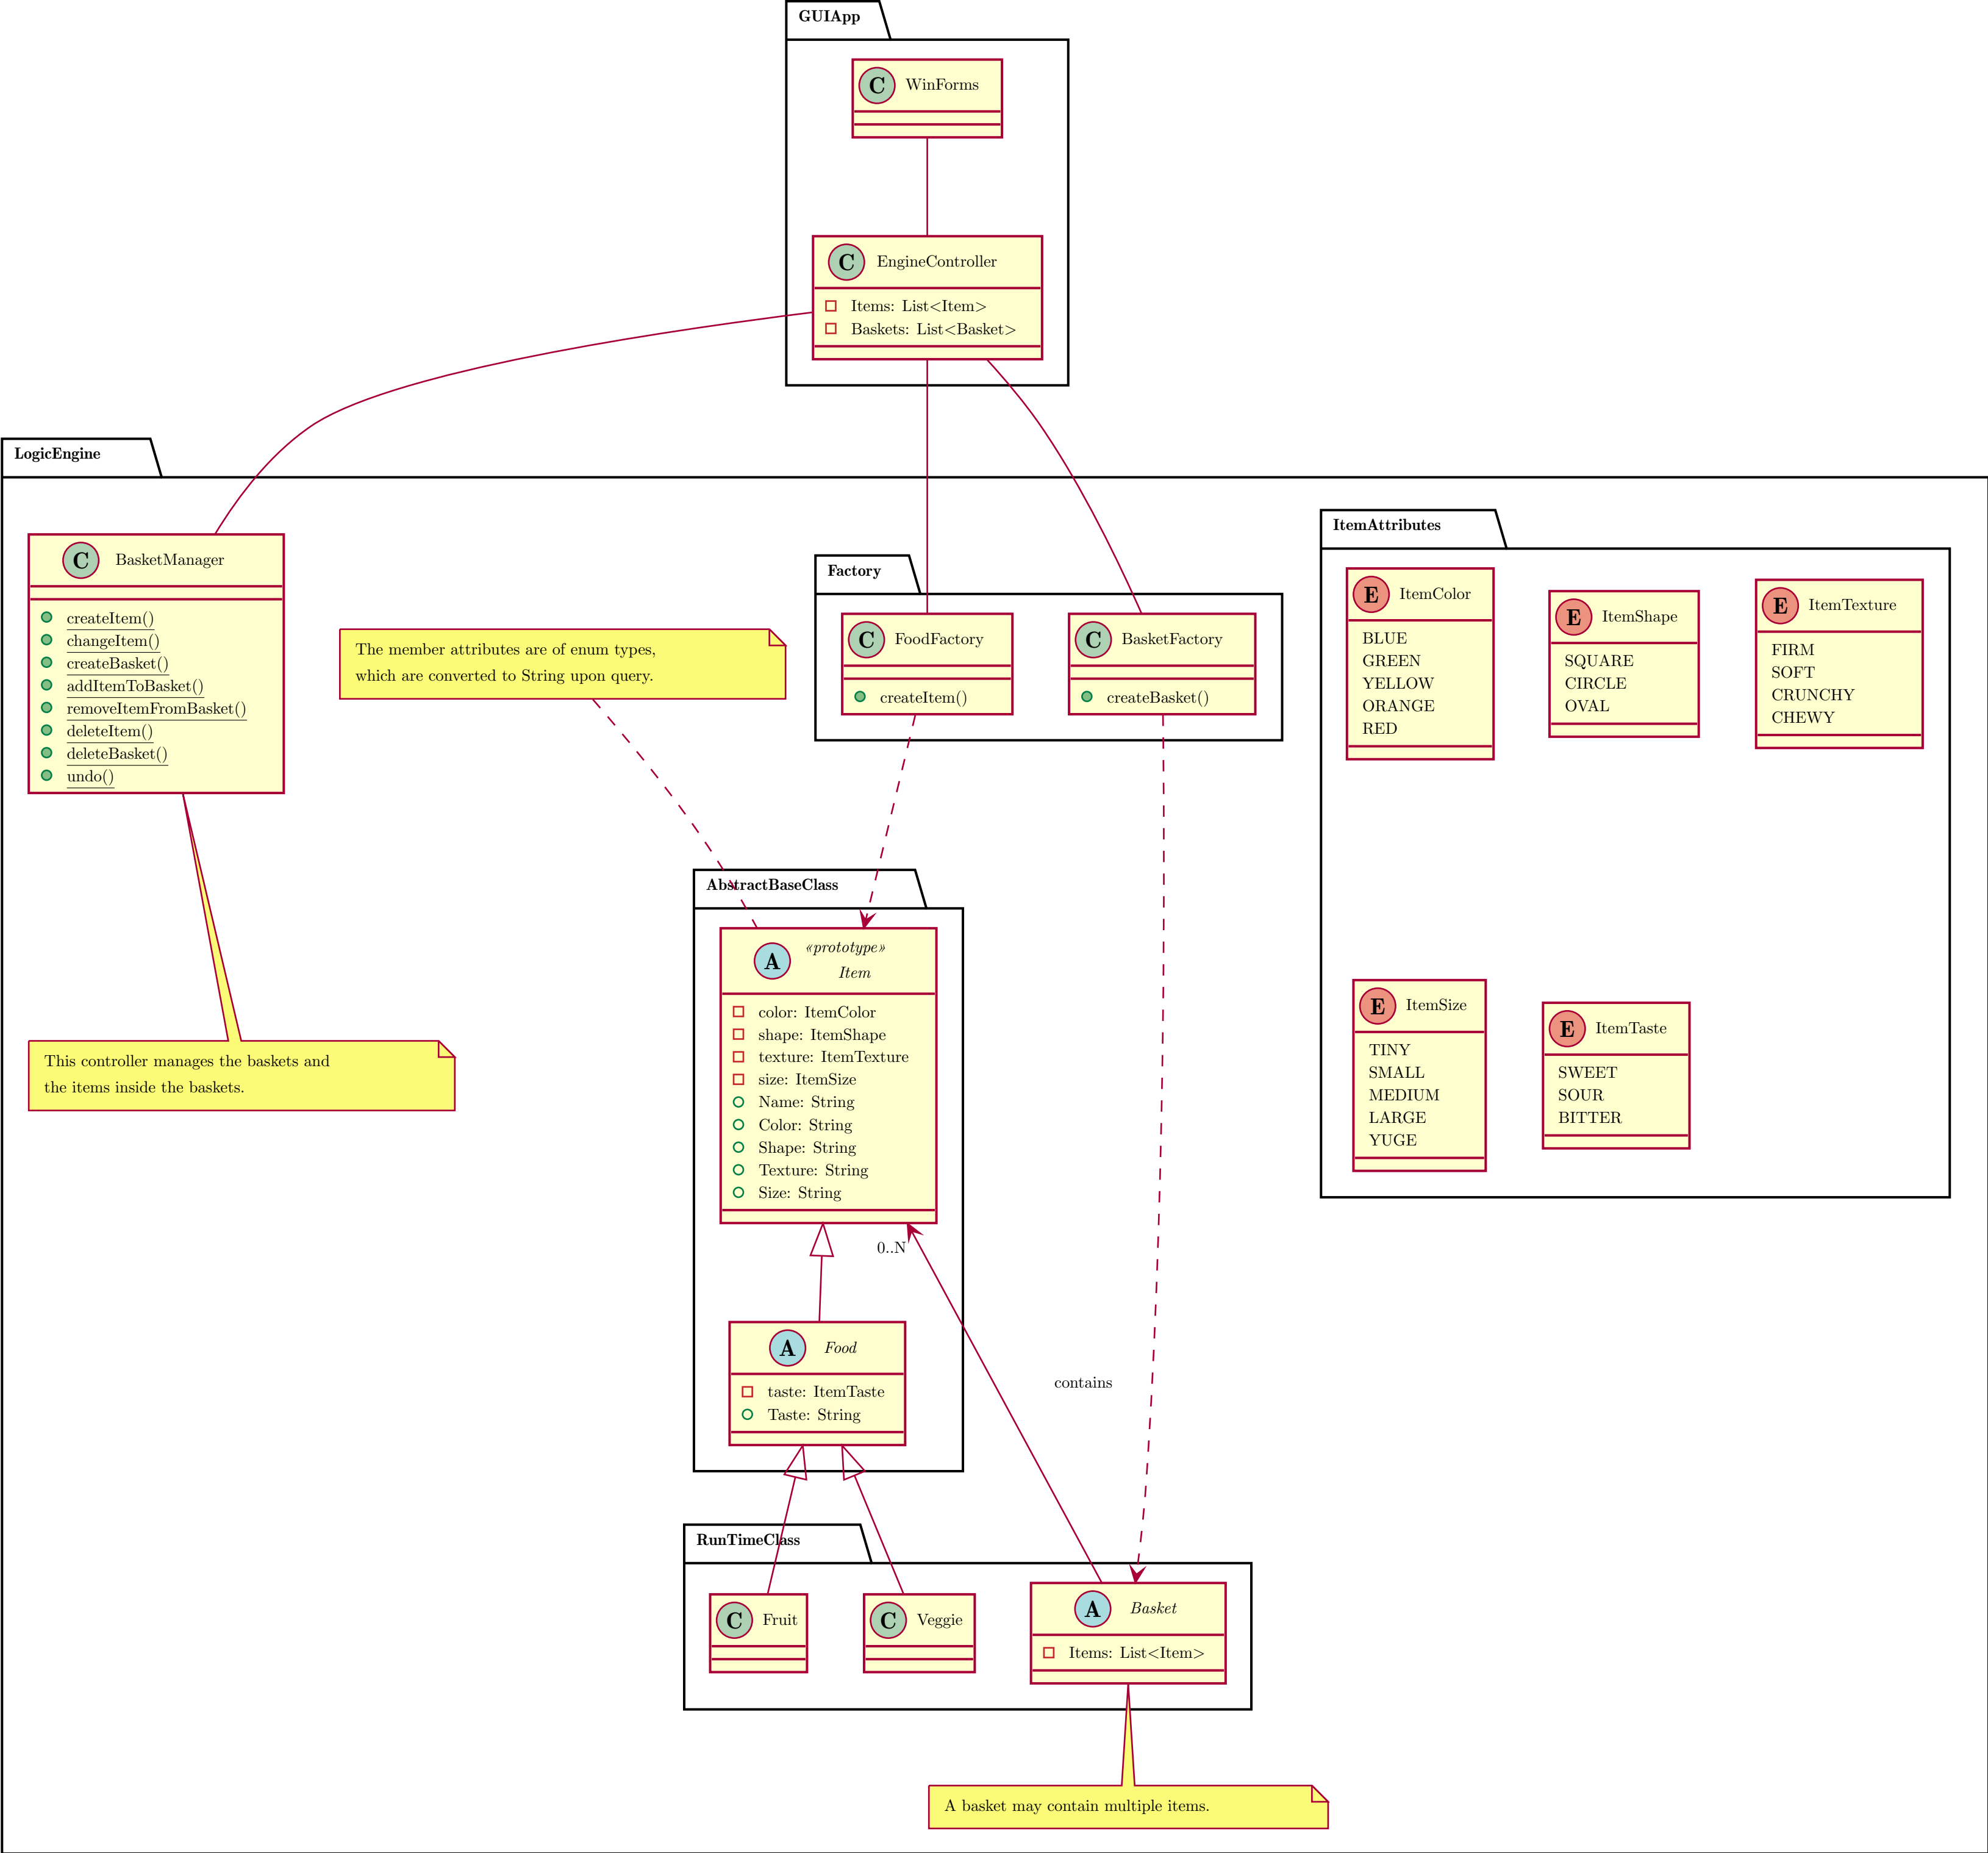 GUIApp
C WinForms
C EngineController
Items: List<Item>
Baskets: List<Basket>
LogicEngine
C BasketManager
createItem()
changeItem()
createBasket()
addItemToBasket()
removeItemFromBasket()
deleteItem()
deleteBasket()
undo()
The member attributes are of enum types,
which are converted to String upon query.
Factory
C FoodFactory
createItem()
C BasketFactory
createBasket()
ItemAttributes
E ItemColor
BLUE
GREEN
YELLOW
ORANGE
RED
E ItemShape
SQUARE
CIRCLE
OVAL
E ItemTexture
FIRM
SOFT
CRUNCHY
CHEWY
E ItemSize
TINY
SMALL
MEDIUM
LARGE
YUGE
E ItemTaste
SWEET
SOUR
BITTER
This controller manages the baskets and
the items inside the baskets.
AbstractBaseClass
«prototype»
A Item
color: ItemColor
shape: ItemShape
texture: ItemTexture
size: ItemSize
Name: String
Color: String
Shape: String
Texture: String
Size: String
0..N
A Food
taste: ItemTaste
Taste: String
contains
RunTimeClass
C Fruit
C Veggie
A Basket
Items: List<Item>
A basket may contain multiple items.